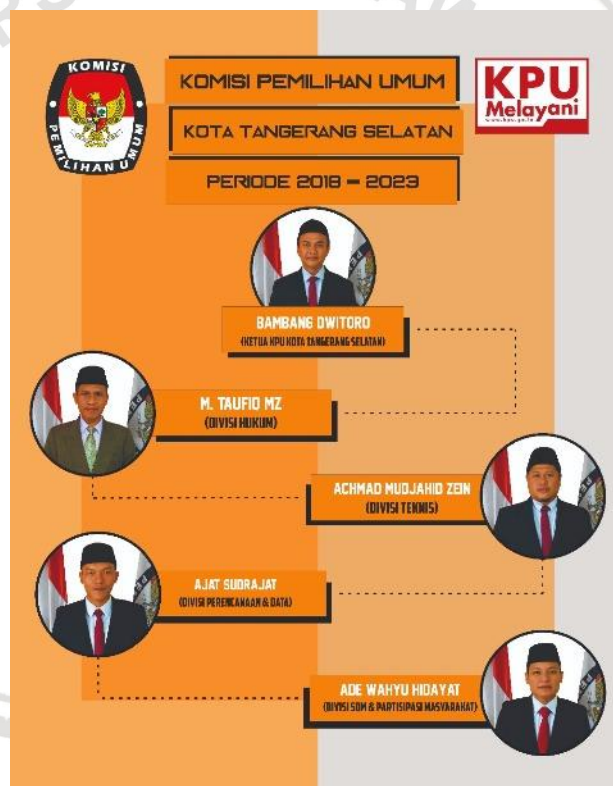 KOMISI
PEMILIHAN UMUM
KOMISI PEMILIHAN UMUM
KOTA TANGERANG SELATAN
PERIODE 2018 - 2023
KPU
Melayani
BAMBANG DWITORO
(KETUA KPU KOTA TANGERANG SELATAN)
M. TAUFIQ MZ
(DIVISI HUKUM)
ACHMAD MUDJAHID ZEIN
(DIVISI TEKNIS)
AJAT SUDRAJAT
(DIVISI PERENCANAAN & DATA)
ADE WAHYU HIDAYAT
(DIVISI SDM & PARTISIPASI MASYARAKAT)